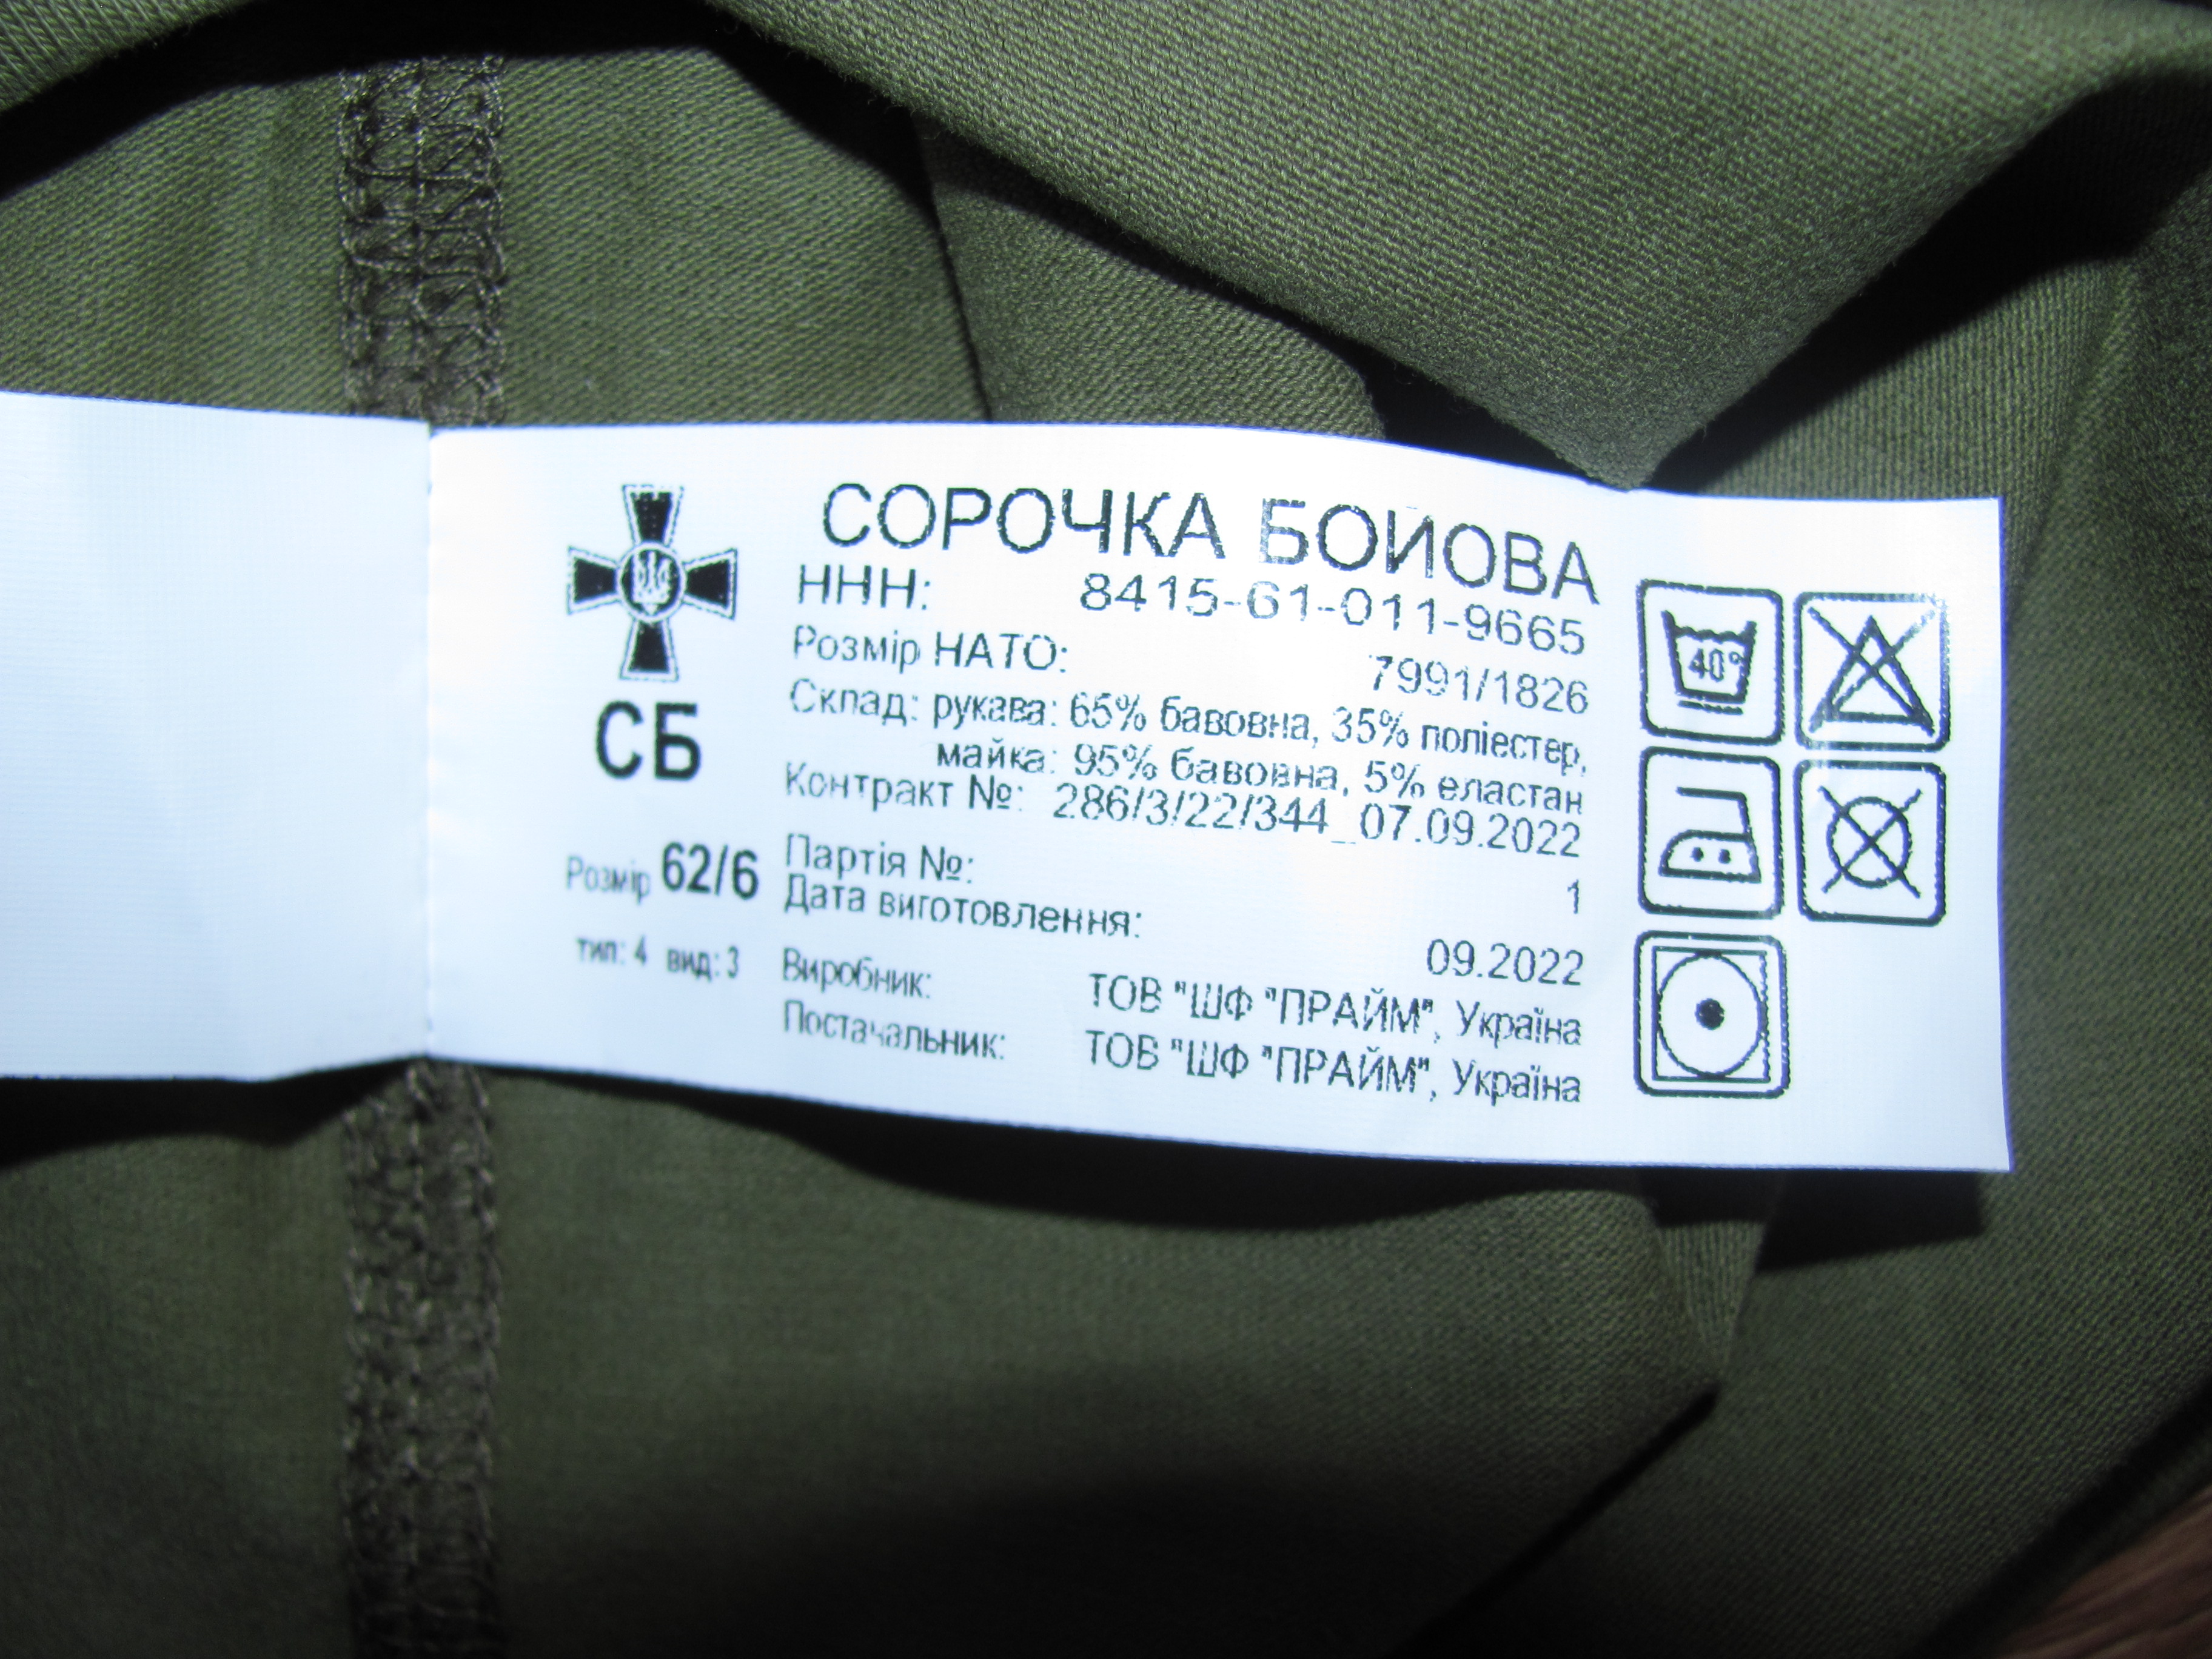 СОРОЧКА БОЙОВА
ННН: 8415-61-011-9665
Розмір НАТО: 7991/1826
Склад: рукава: 65% бавовна, 35% поліестер,
майка: 95% бавовна, 5% еластан
Контракт №: 286/3/22/344_07.09.2022
Партія №: 1
Дата виготовлення: 09.2022
Виробник: ТОВ "ШФ "ПРАЙМ", Україна
Постачальник: ТОВ "ШФ "ПРАЙМ", Україна
СБ
Розмір 62/6
тип: 4 вид: 3
40°